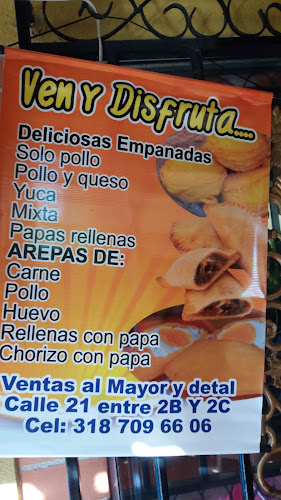 Ven Y Disfruta....
Deliciosas Empanadas
Solo pollo
Pollo y queso
Yuca
Mixta
Papas rellenas
AREPAS DE:
Carne
Pollo
Huevo
Rellenas con papa
Chorizo con papa
Ventas al Mayor y detal
Calle 21 entre 2B Y 2C
Cel: 318 709 66 06